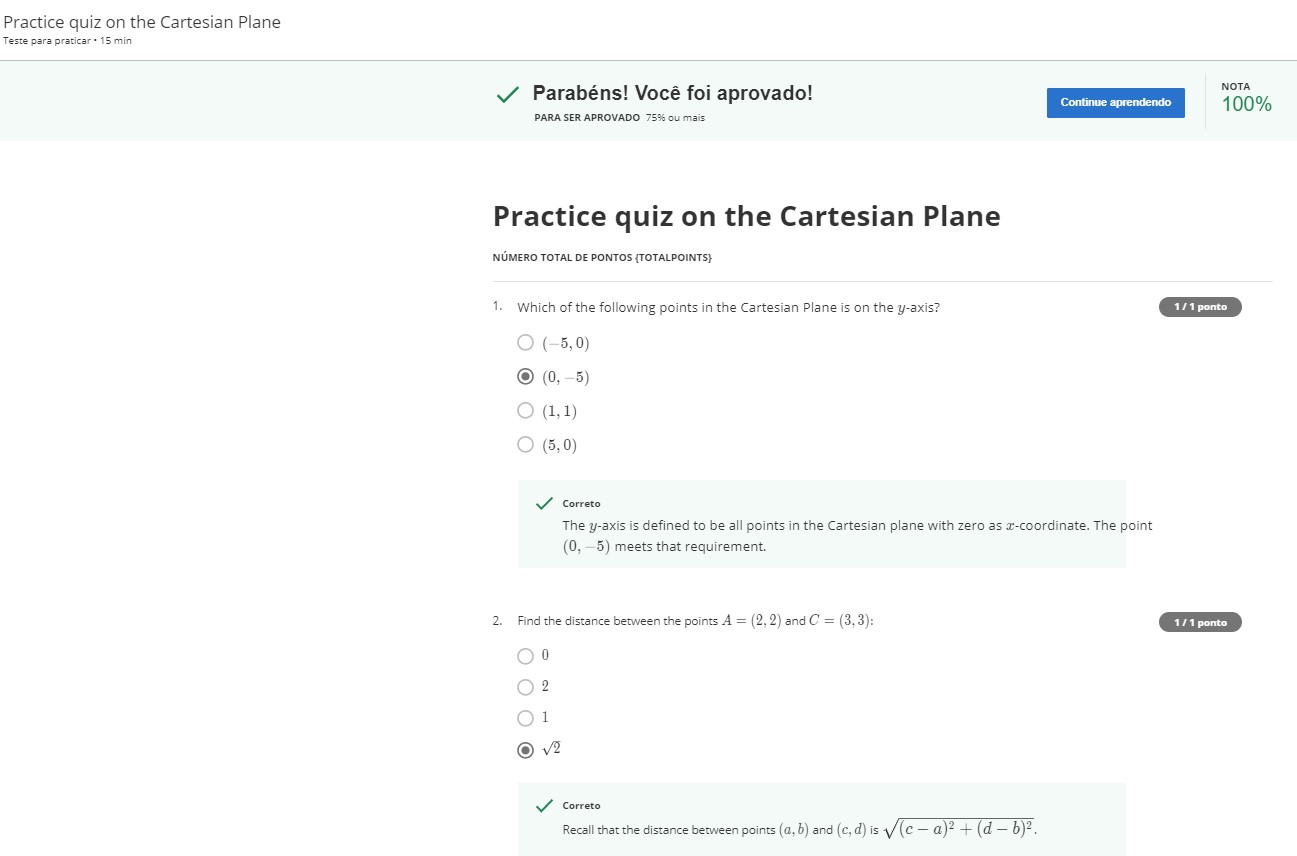 Practice quiz on the Cartesian Plane
Teste para praticar • 15 min
Parabéns! Você foi aprovado!
PARA SER APROVADO 75% ou mais
Continue aprendendo
NOTA
100%
Practice quiz on the Cartesian Plane
NÚMERO TOTAL DE PONTOS {TOTALPOINTS}
1. Which of the following points in the Cartesian Plane is on the y-axis?
1 / 1 ponto
(−5, 0)
(0, −5)
(1, 1)
(5, 0)
Correto
The y-axis is defined to be all points in the Cartesian plane with zero as x-coordinate. The point
(0, −5) meets that requirement.
2. Find the distance between the points A = (2, 2) and C = (3, 3):
1 / 1 ponto
0
2
1
√2
Correto
Recall that the distance between points (a, b) and (c, d) is √(c − a)² + (d − b)².